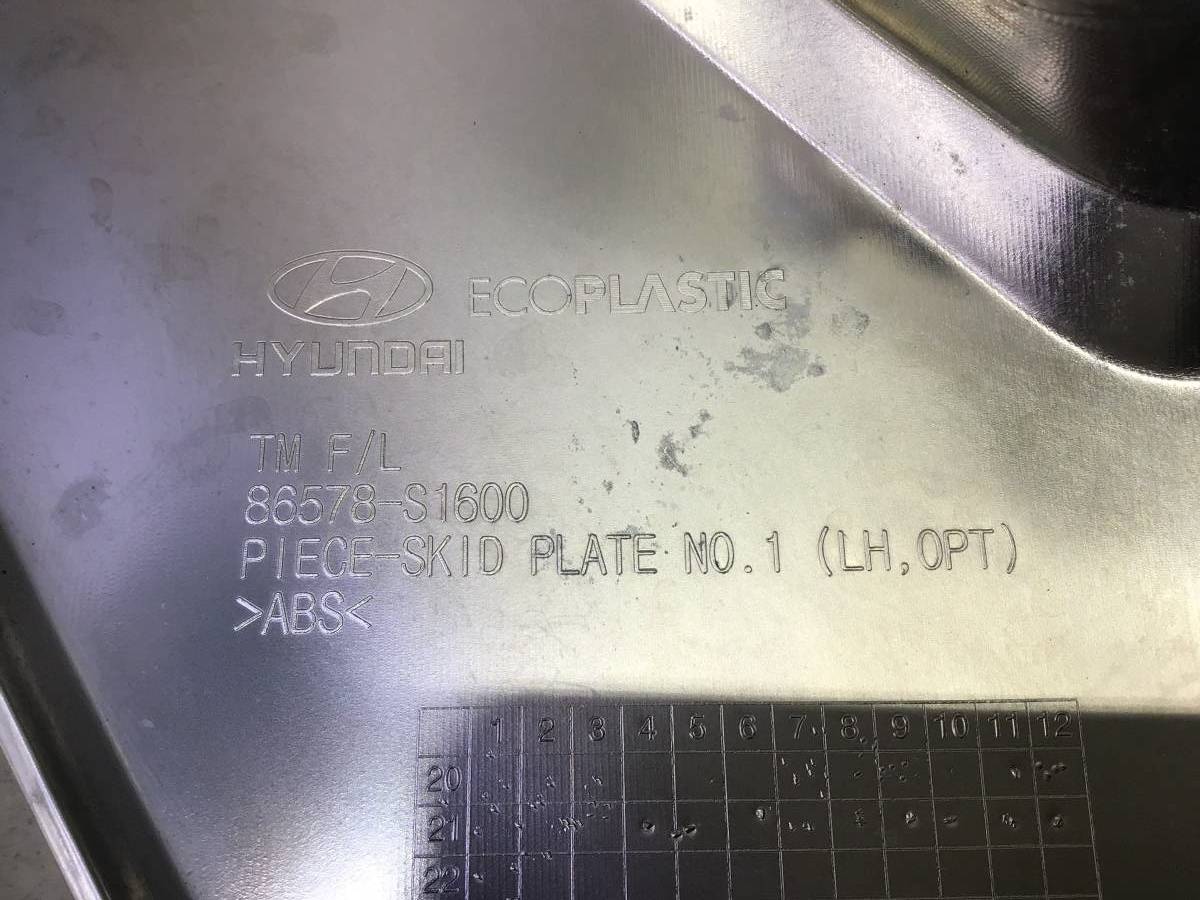 ECOPLASTIC
HYUNDAI
TM F/L
86578-S1600
PIECE-SKID PLATE NO.1 (LH,OPT)
>ABS<
1 2 3 4 5 6 7 8 9 10 11 12
20
21
22